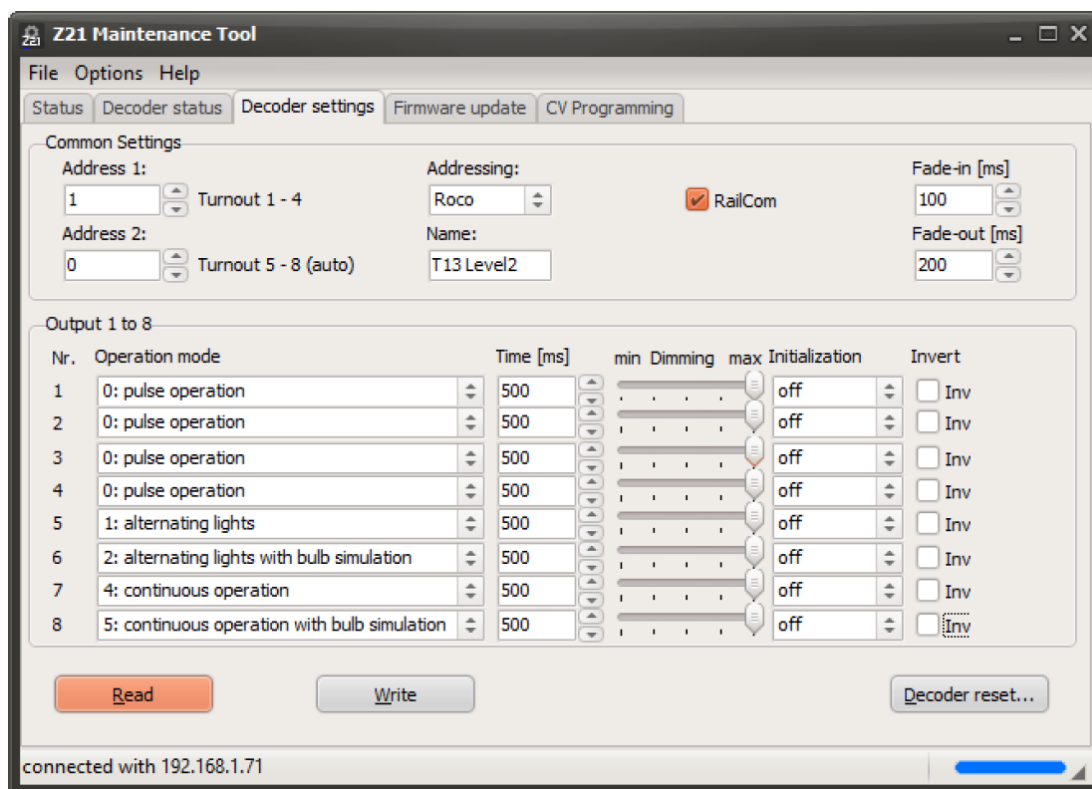 Z21 Z21 Maintenance Tool
File Options Help
Status Decoder status Decoder settings Firmware update CV Programming
Common Settings
Address 1: Addressing: Fade-in [ms]
1 Turnout 1 - 4 Roco RailCom 100
Address 2: Name: Fade-out [ms]
0 Turnout 5 - 8 (auto) T13 Level2 200
Output 1 to 8
Nr. Operation mode Time [ms] min Dimming max Initialization Invert
1 0: pulse operation 500 off Inv
2 0: pulse operation 500 off Inv
3 0: pulse operation 500 off Inv
4 0: pulse operation 500 off Inv
5 1: alternating lights 500 off Inv
6 2: alternating lights with bulb simulation 500 off Inv
7 4: continuous operation 500 off Inv
8 5: continuous operation with bulb simulation 500 off Inv
Read Write Decoder reset...
connected with 192.168.1.71